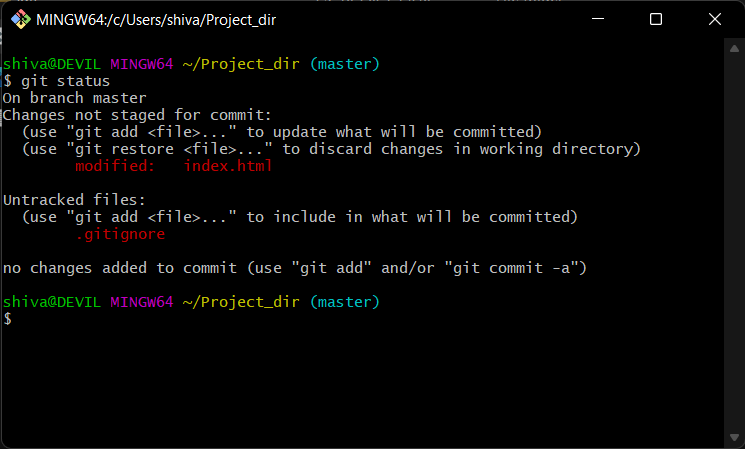 MINGW64:/c/Users/shiva/Project_dir
shiva@DEVIL MINGW64 ~/Project_dir (master)
$ git status
On branch master
Changes not staged for commit:
  (use "git add <file>..." to update what will be committed)
  (use "git restore <file>..." to discard changes in working directory)
        modified:   index.html

Untracked files:
  (use "git add <file>..." to include in what will be committed)
        .gitignore

no changes added to commit (use "git add" and/or "git commit -a")

shiva@DEVIL MINGW64 ~/Project_dir (master)
$